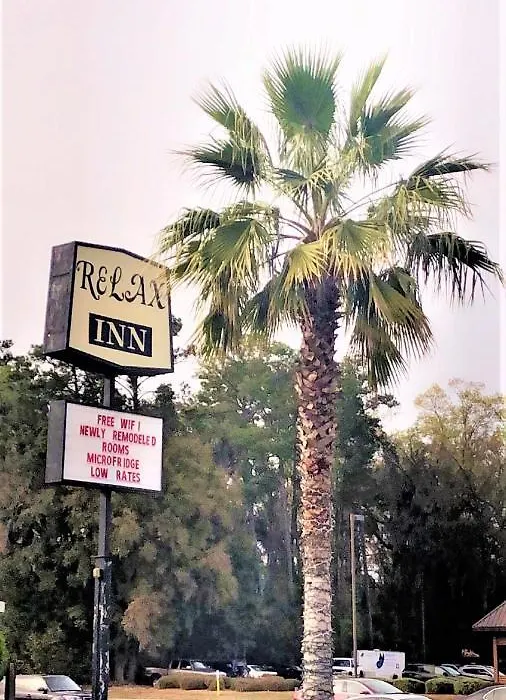 RELAX
INN
FREE WIFI
NEWLY REMODELED
ROOMS
MICROFRIDGE
LOW RATES